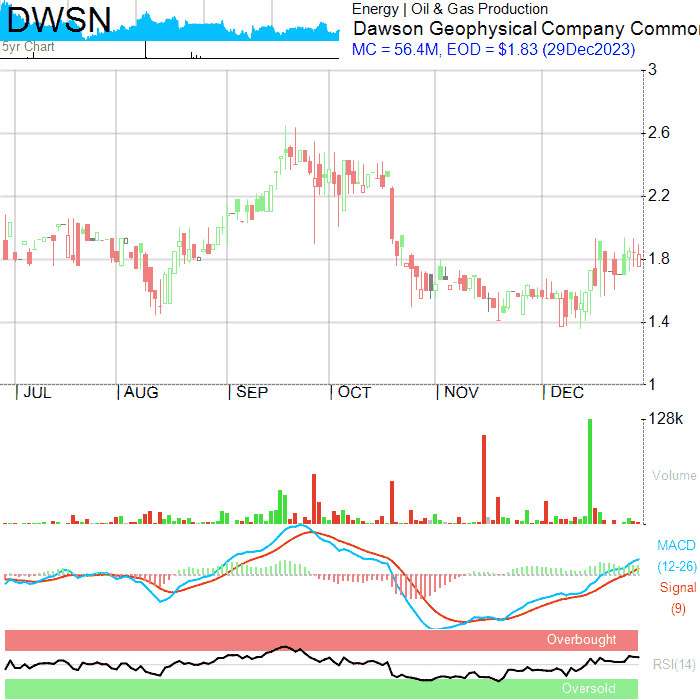 DWSN
5yr Chart
Energy | Oil & Gas Production
Dawson Geophysical Company Commo
MC = 56.4M, EOD = $1.83 (29Dec2023)
3
2.6
2.2
1.8
1.4
1
JUL AUG SEP OCT NOV DEC
128k
Volume
MACD
(12-26)
Signal
(9)
Overbought
RSI(14)
Oversold